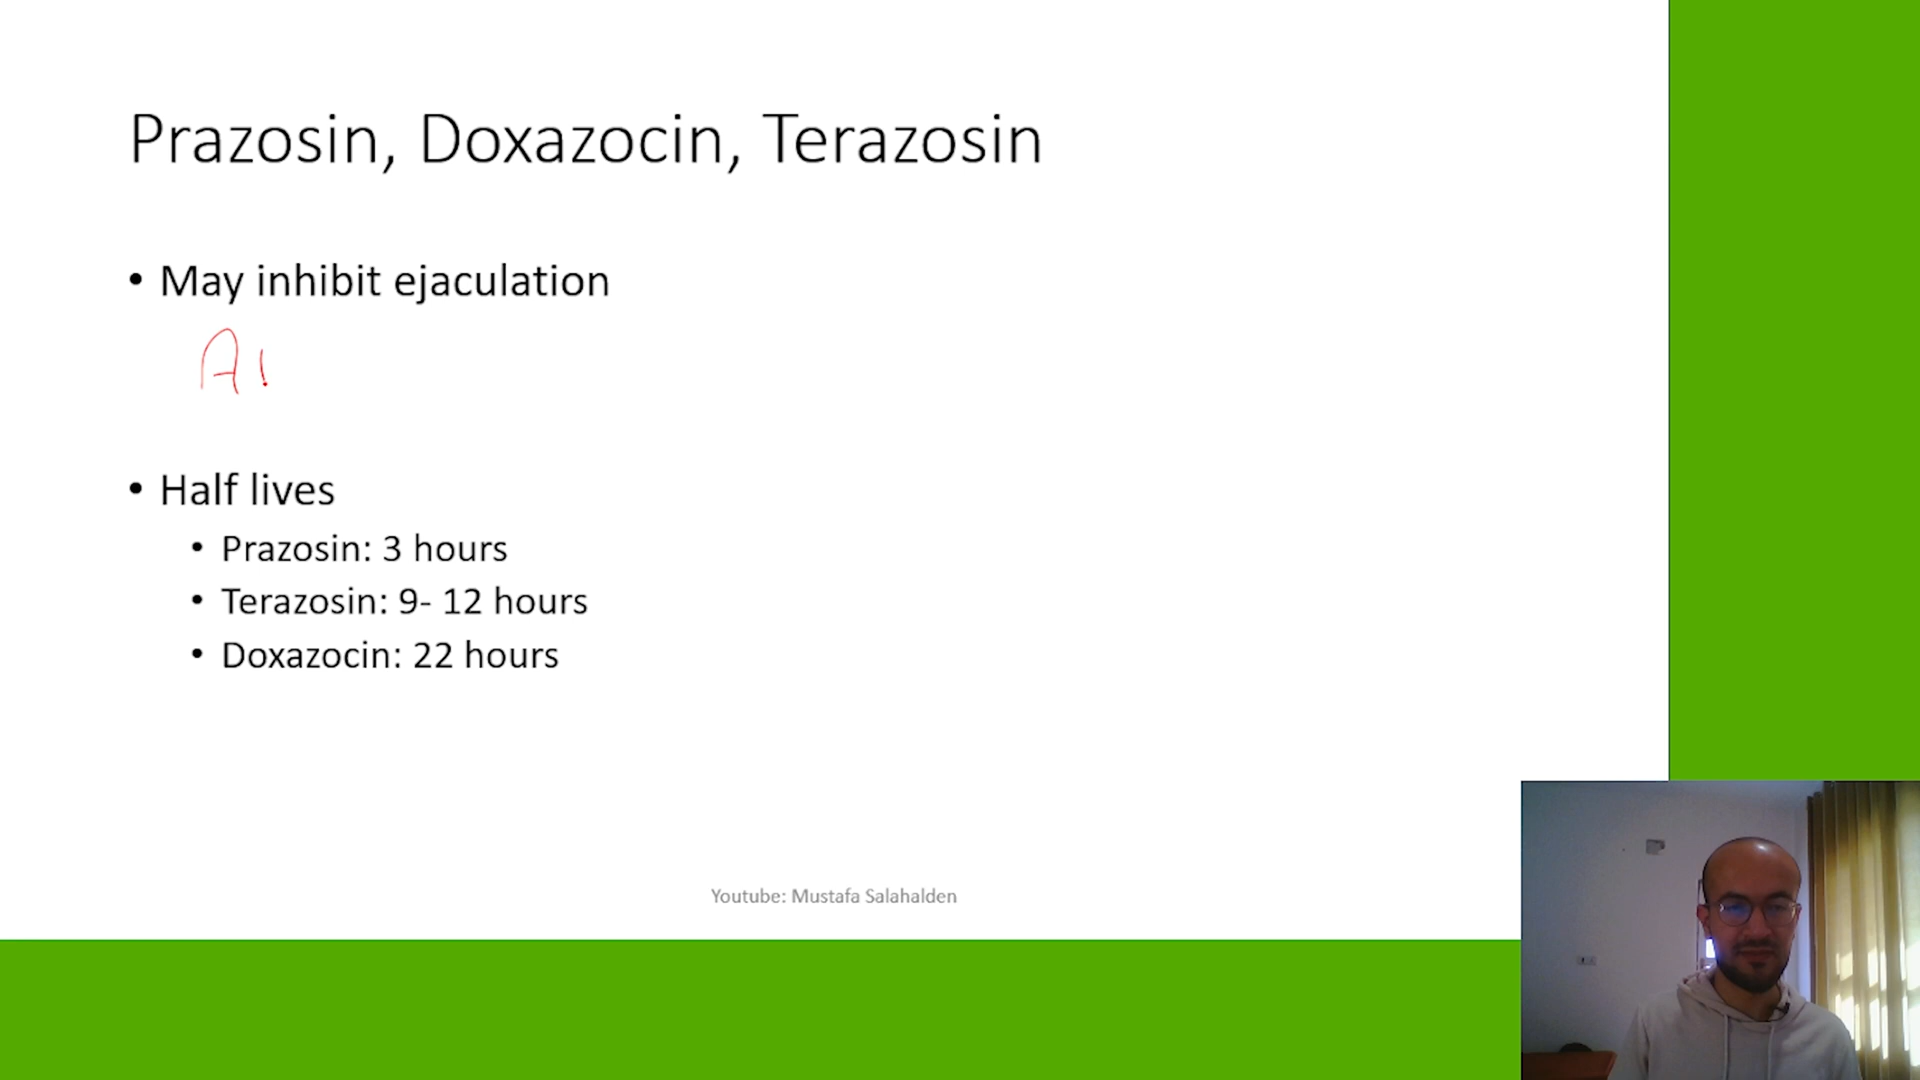 Prazosin, Doxazocin, Terazosin
• May inhibit ejaculation
A1
• Half lives
• Prazosin: 3 hours
• Terazosin: 9- 12 hours
• Doxazocin: 22 hours
Youtube: Mustafa Salahalden